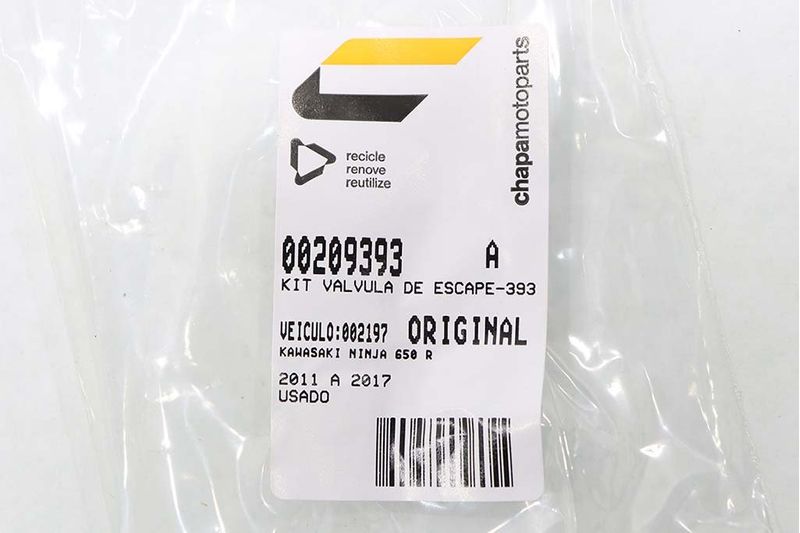 chapamotoparts
recicle
renove
reutilize
00209393 A
KIT VALVULA DE ESCAPE-393
VEICULO:002197 ORIGINAL
KAWASAKI NINJA 650 R
2011 A 2017
USADO